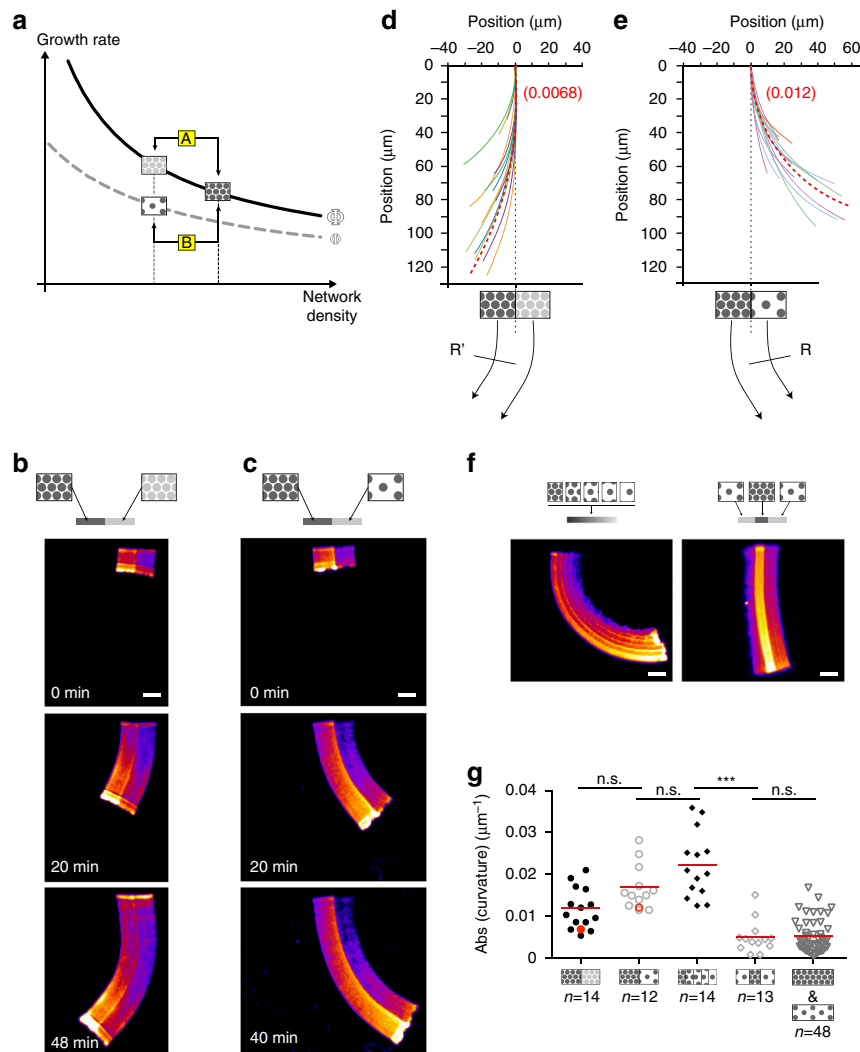 a
Growth rate
A
B
Network
density
d
Position (μm)
−40 −20 0 20 40
0
20
40
60
80
100
120
Position (μm)
(0.0068)
R'
e
Position (μm)
−40 −20 0 20 40 60
0
20
40
60
80
100
120
Position (μm)
(0.012)
R
b
0 min
20 min
48 min
c
0 min
20 min
40 min
f
g
Abs (curvature) (μm⁻¹)
0.04
0.03
0.02
0.01
0
n.s.
n.s.
***
n.s.
n=14
n=12
n=14
n=13
&
n=48